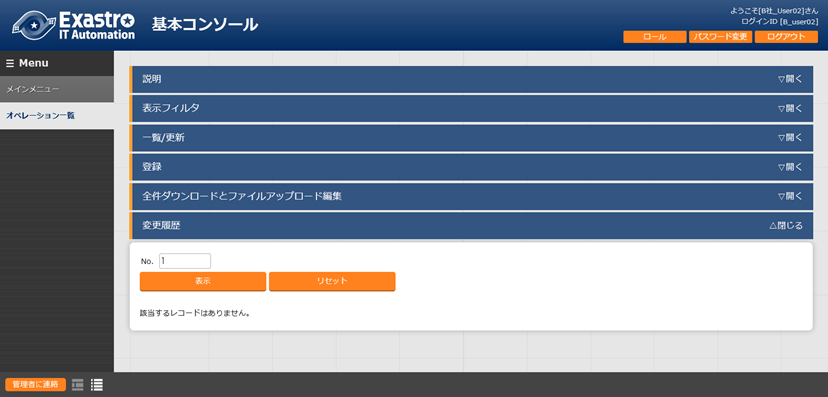 Exastro
IT Automation
基本コンソール
ようこそ[B社_User02]さん
ログインID [B_user02]
ロール
パスワード変更
ログアウト
Menu
メインメニュー
オペレーション一覧
説明
▽開く
表示フィルタ
▽開く
一覧/更新
▽開く
登録
▽開く
全件ダウンロードとファイルアップロード編集
▽開く
変更履歴
△閉じる
No. 1
表示
リセット
該当するレコードはありません。
管理者に連絡